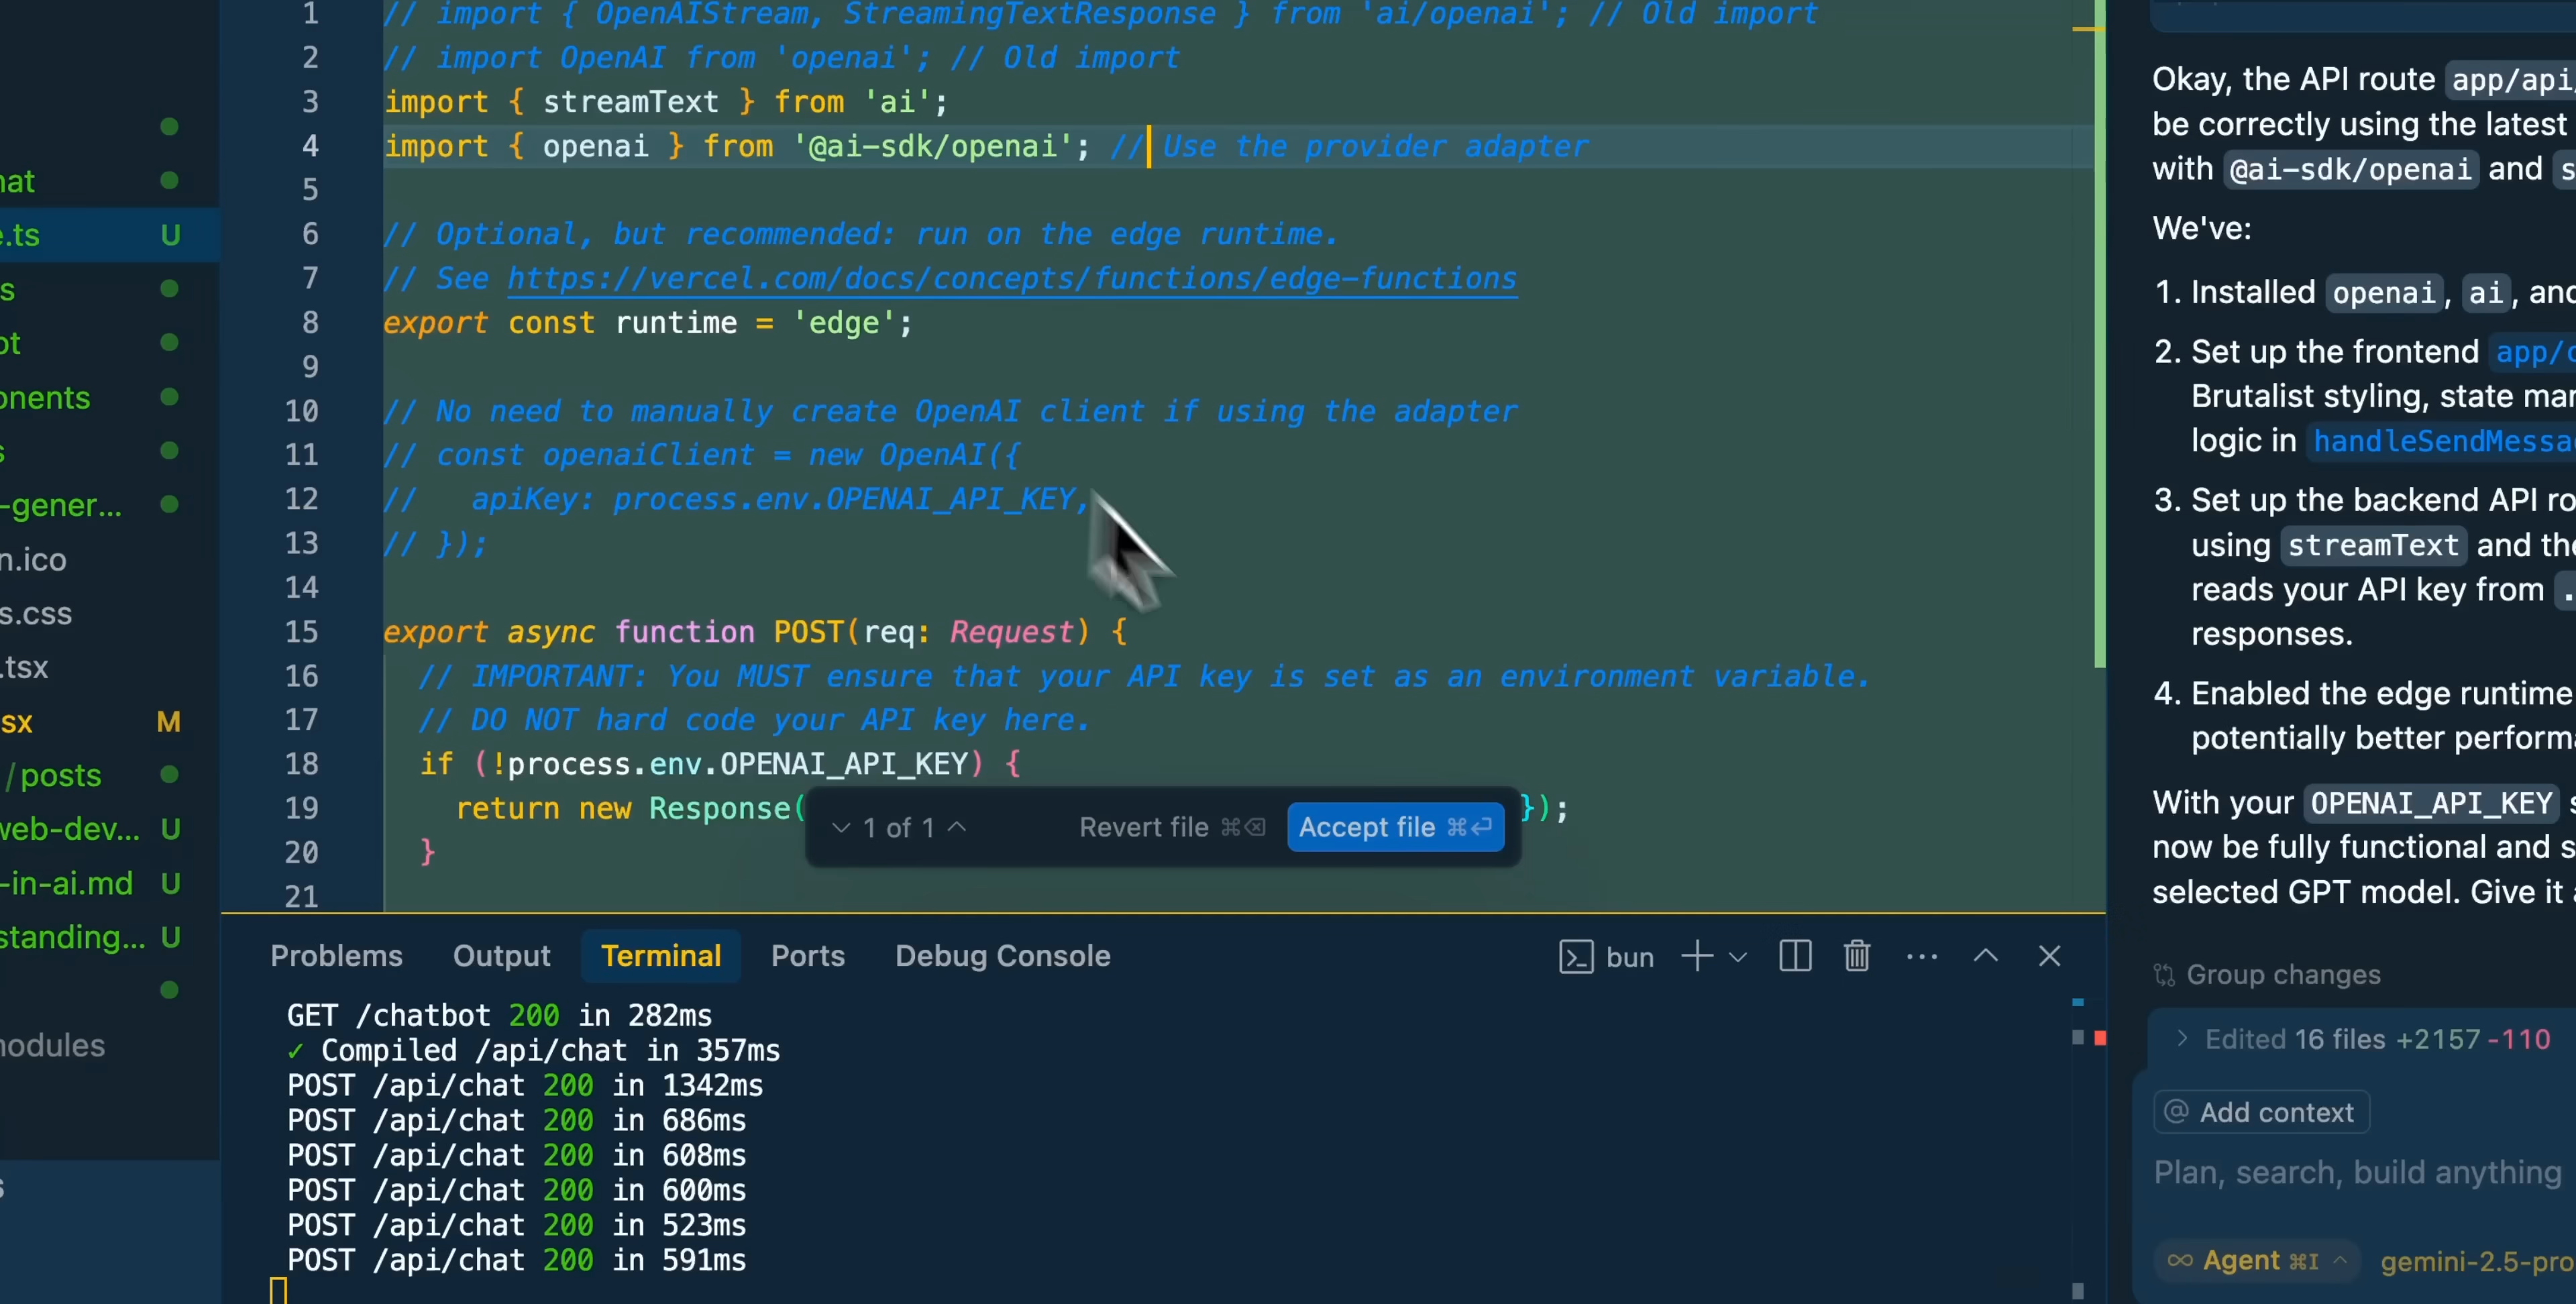 hat
e.ts U
s
ot
onents
s
-gener...
n.ico
s.css
.tsx
sx M
/posts
web-dev... U
-in-ai.md U
standing... U
nodules
s
1 // import { OpenAIStream, StreamingTextResponse } from 'ai/openai'; // Old import
2 // import OpenAI from 'openai'; // Old import
3 import { streamText } from 'ai';
4 import { openai } from '@ai-sdk/openai'; // Use the provider adapter
5
6 // Optional, but recommended: run on the edge runtime.
7 // See https://vercel.com/docs/concepts/functions/edge-functions
8 export const runtime = 'edge';
9
10 // No need to manually create OpenAI client if using the adapter
11 // const openaiClient = new OpenAI({
12 //   apiKey: process.env.OPENAI_API_KEY,
13 // });
14
15 export async function POST(req: Request) {
16   // IMPORTANT: You MUST ensure that your API key is set as an environment variable.
17   // DO NOT hard code your API key here.
18   if (!process.env.OPENAI_API_KEY) {
19     return new Response( });
20   }
21
1 of 1 Revert file ⌘⌫ Accept file ⌘⏎
Problems Output Terminal Ports Debug Console bun
GET /chatbot 200 in 282ms
✓ Compiled /api/chat in 357ms
POST /api/chat 200 in 1342ms
POST /api/chat 200 in 686ms
POST /api/chat 200 in 608ms
POST /api/chat 200 in 600ms
POST /api/chat 200 in 523ms
POST /api/chat 200 in 591ms
Okay, the API route app/api/
be correctly using the latest
with @ai-sdk/openai and s
We've:
1. Installed openai, ai, and
2. Set up the frontend app/c
Brutalist styling, state man
logic in handleSendMessa
3. Set up the backend API ro
using streamText and the
reads your API key from .
responses.
4. Enabled the edge runtime
potentially better performa
With your OPENAI_API_KEY s
now be fully functional and s
selected GPT model. Give it a
Group changes
Edited 16 files +2157 -110
@ Add context
Plan, search, build anything
∞ Agent ⌘I gemini-2.5-pro